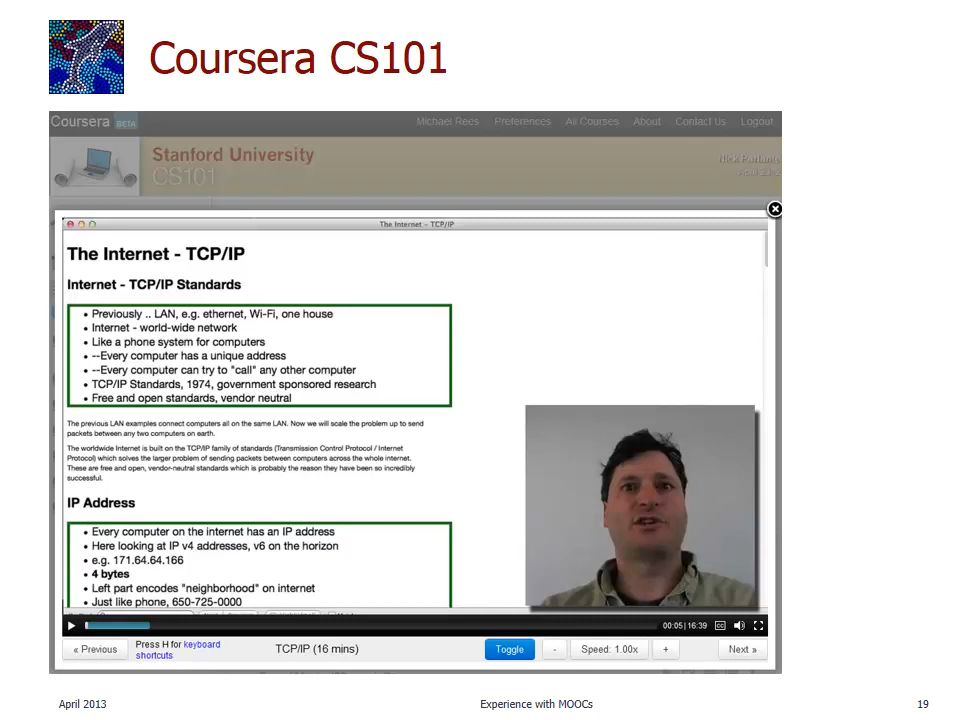 Coursera CS101
Coursera BETA
Michael Rees Preferences All Courses About Contact Us Logout
Stanford University
CS101
The Internet - TCP/IP
The Internet - TCP/IP
Internet - TCP/IP Standards
• Previously .. LAN, e.g. ethernet, Wi-Fi, one house
• Internet - world-wide network
• Like a phone system for computers
• --Every computer has a unique address
• --Every computer can try to "call" any other computer
• TCP/IP Standards, 1974, government sponsored research
• Free and open standards, vendor neutral
The previous LAN examples connect computers all on the same LAN. Now we will scale the problem up to send
packets between any two computers on earth.
The worldwide Internet is built on the TCP/IP family of standards (Transmission Control Protocol / Internet
Protocol) which solves the larger problem of sending packets between computers across the whole internet.
These are free and open, vendor-neutral standards which is probably the reason they have been so incredibly
successful.
IP Address
• Every computer on the internet has an IP address
• Here looking at IP v4 addresses, v6 on the horizon
• e.g. 171.64.64.166
• 4 bytes
• Left part encodes "neighborhood" on internet
• Just like phone, 650-725-0000
00:05|16:39 CC
« Previous
Press H for keyboard
shortcuts
TCP/IP (16 mins)
Toggle
- Speed: 1.00x +
Next »
April 2013
Experience with MOOCs
19